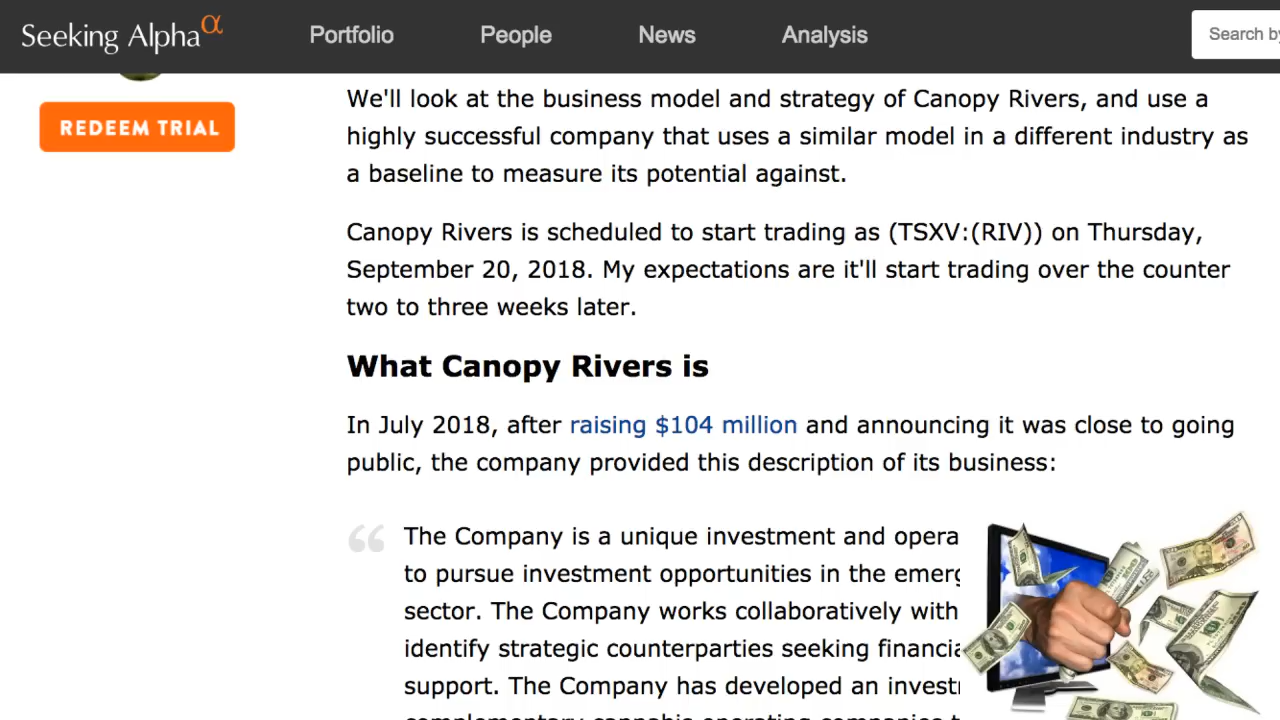 Seeking Alpha α
Portfolio
People
News
Analysis
Search by
REDEEM TRIAL
We'll look at the business model and strategy of Canopy Rivers, and use a
highly successful company that uses a similar model in a different industry as
a baseline to measure its potential against.
Canopy Rivers is scheduled to start trading as (TSXV:(RIV)) on Thursday,
September 20, 2018. My expectations are it'll start trading over the counter
two to three weeks later.
What Canopy Rivers is
In July 2018, after raising $104 million and announcing it was close to going
public, the company provided this description of its business:
“ The Company is a unique investment and opera
to pursue investment opportunities in the emerg
sector. The Company works collaboratively with
identify strategic counterparties seeking financia
support. The Company has developed an invest
complementary cannabis operating companies t